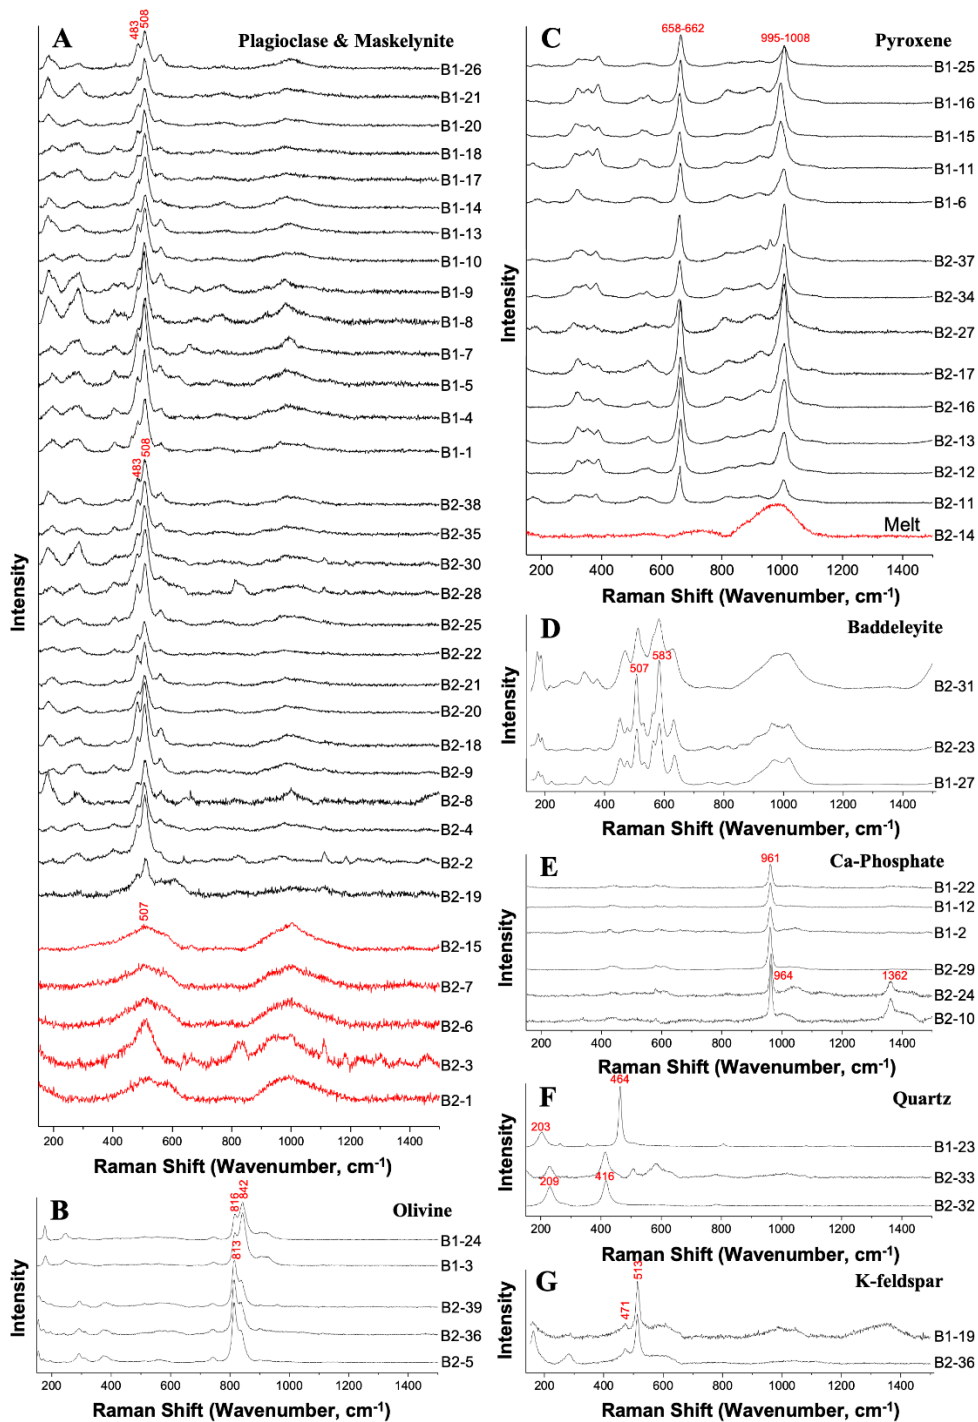 A
Plagioclase & Maskelynite
483
508
B1-26
B1-21
B1-20
B1-18
B1-17
B1-14
B1-13
B1-10
B1-9
B1-8
B1-7
B1-5
B1-4
B1-1
483
508
B2-38
B2-35
B2-30
B2-28
B2-25
B2-22
B2-21
B2-20
B2-18
B2-9
B2-8
B2-4
B2-2
B2-19
507
B2-15
B2-7
B2-6
B2-3
B2-1
Intensity
200 400 600 800 1000 1200 1400
Raman Shift (Wavenumber, cm-1)
B
Olivine
816
842
813
B1-24
B1-3
B2-39
B2-36
B2-5
Intensity
200 400 600 800 1000 1200 1400
Raman Shift (Wavenumber, cm-1)
C
Pyroxene
658-662
995-1008
B1-25
B1-16
B1-15
B1-11
B1-6
B2-37
B2-34
B2-27
B2-17
B2-16
B2-13
B2-12
B2-11
Melt
B2-14
Intensity
200 400 600 800 1000 1200 1400
Raman Shift (Wavenumber, cm-1)
D
Baddeleyite
507
583
B2-31
B2-23
B1-27
Intensity
200 400 600 800 1000 1200 1400
Raman Shift (Wavenumber, cm-1)
E
Ca-Phosphate
961
B1-22
B1-12
B1-2
B2-29
964
1362
B2-24
B2-10
Intensity
200 400 600 800 1000 1200 1400
Raman Shift (Wavenumber, cm-1)
F
Quartz
464
203
B1-23
B2-33
209
416
B2-32
Intensity
200 400 600 800 1000 1200 1400
Raman Shift (Wavenumber, cm-1)
G
K-feldspar
513
471
B1-19
B2-36
Intensity
200 400 600 800 1000 1200 1400
Raman Shift (Wavenumber, cm-1)